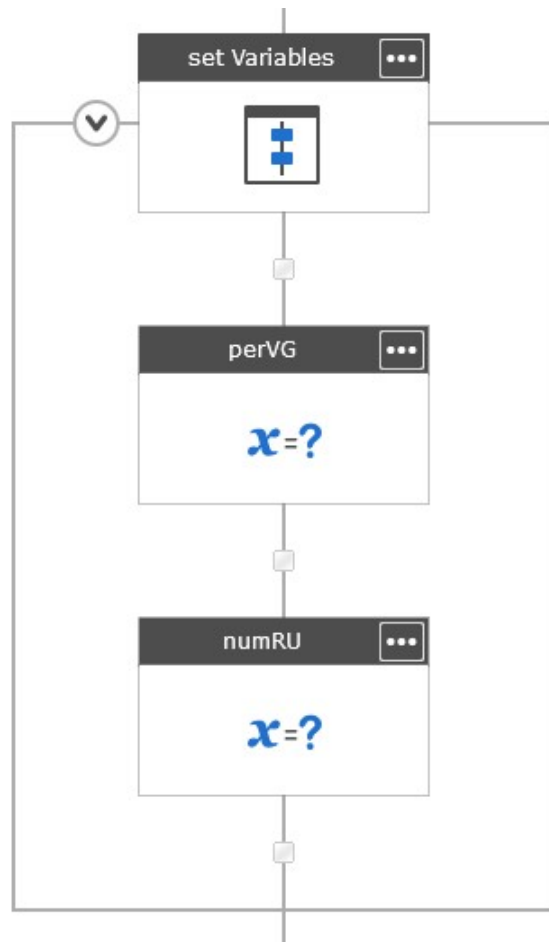 set Variables
perVG
x=?
numRU
x=?